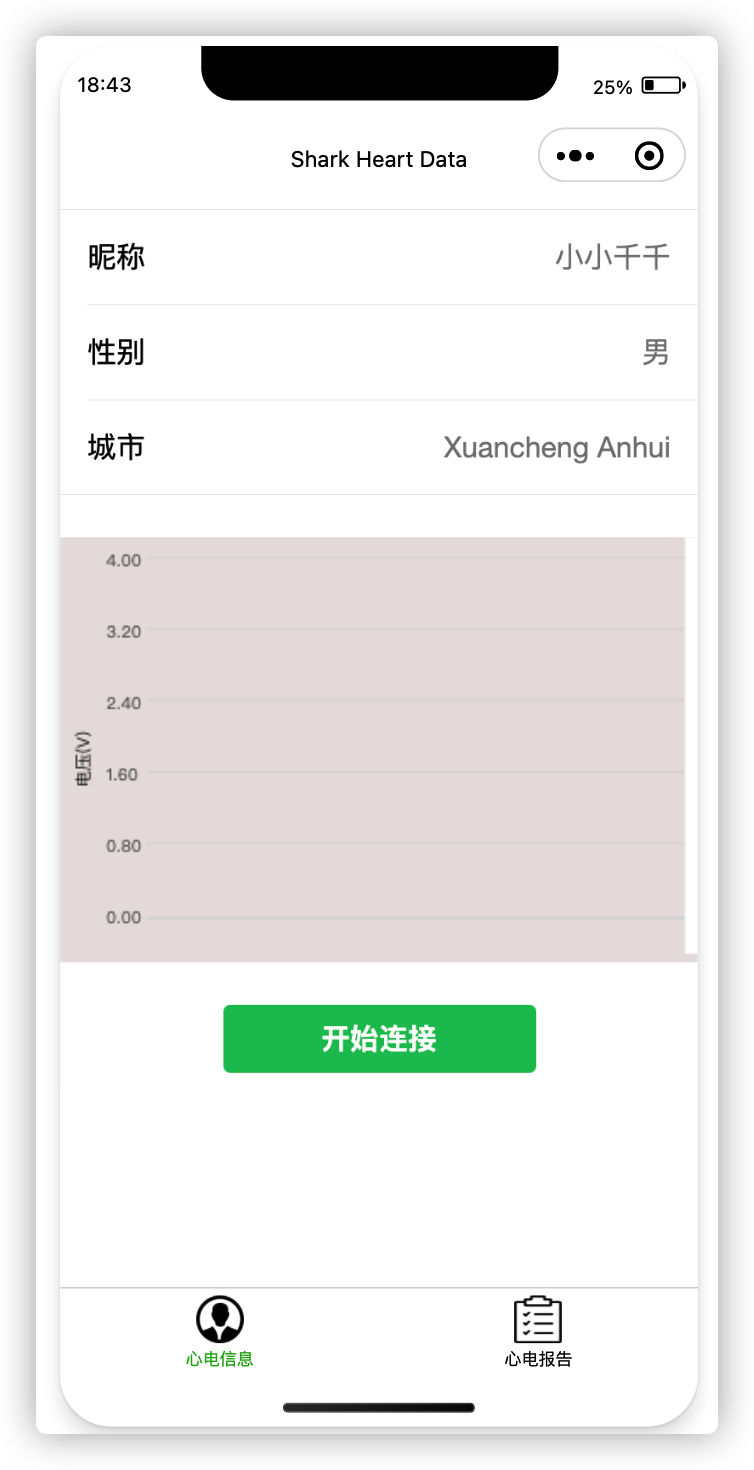 18:43
25%
Shark Heart Data
昵称 小小千千
性别 男
城市 Xuancheng Anhui
4.00
3.20
2.40
电压(V)
1.60
0.80
0.00
开始连接
心电信息 心电报告